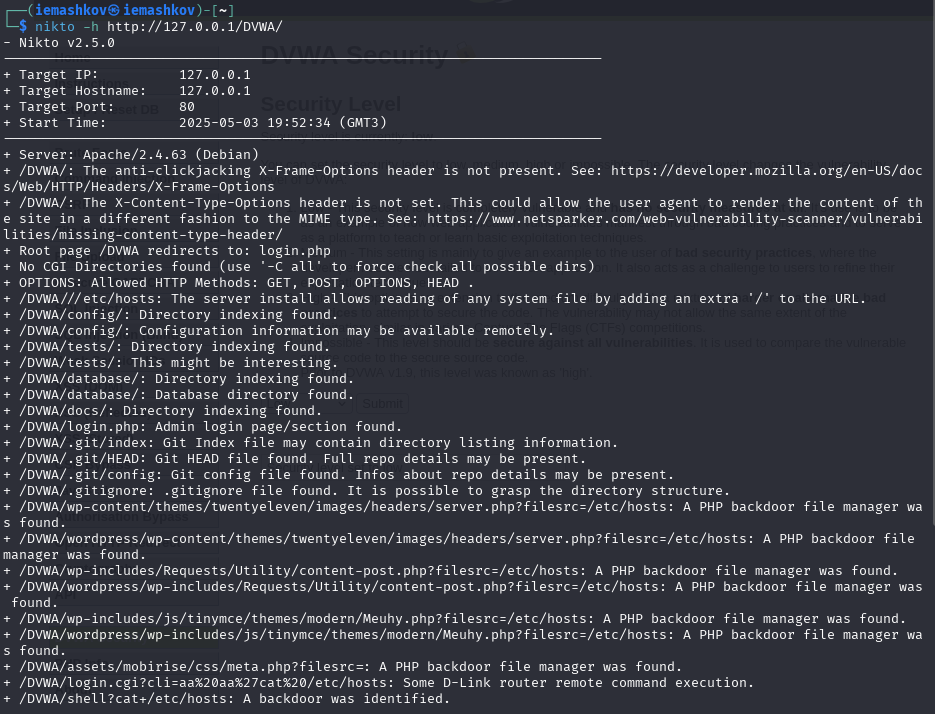 (iemashkov㉿iemashkov)-[~]
$ nikto -h http://127.0.0.1/DVWA/
- Nikto v2.5.0
+ Target IP:          127.0.0.1
+ Target Hostname:    127.0.0.1
+ Target Port:        80
+ Start Time:         2025-05-03 19:52:34 (GMT3)
+ Server: Apache/2.4.63 (Debian)
+ /DVWA/: The anti-clickjacking X-Frame-Options header is not present. See: https://developer.mozilla.org/en-US/doc
s/Web/HTTP/Headers/X-Frame-Options
+ /DVWA/: The X-Content-Type-Options header is not set. This could allow the user agent to render the content of th
e site in a different fashion to the MIME type. See: https://www.netsparker.com/web-vulnerability-scanner/vulnerabi
lities/missing-content-type-header/
+ Root page /DVWA redirects to: login.php
+ No CGI Directories found (use '-C all' to force check all possible dirs)
+ OPTIONS: Allowed HTTP Methods: GET, POST, OPTIONS, HEAD .
+ /DVWA///etc/hosts: The server install allows reading of any system file by adding an extra '/' to the URL.
+ /DVWA/config/: Directory indexing found.
+ /DVWA/config/: Configuration information may be available remotely.
+ /DVWA/tests/: Directory indexing found.
+ /DVWA/tests/: This might be interesting.
+ /DVWA/database/: Directory indexing found.
+ /DVWA/database/: Database directory found.
+ /DVWA/docs/: Directory indexing found.
+ /DVWA/login.php: Admin login page/section found.
+ /DVWA/.git/index: Git Index file may contain directory listing information.
+ /DVWA/.git/HEAD: Git HEAD file found. Full repo details may be present.
+ /DVWA/.git/config: Git config file found. Infos about repo details may be present.
+ /DVWA/.gitignore: .gitignore file found. It is possible to grasp the directory structure.
+ /DVWA/wp-content/themes/twentyeleven/images/headers/server.php?filesrc=/etc/hosts: A PHP backdoor file manager wa
s found.
+ /DVWA/wordpress/wp-content/themes/twentyeleven/images/headers/server.php?filesrc=/etc/hosts: A PHP backdoor file
manager was found.
+ /DVWA/wp-includes/Requests/Utility/content-post.php?filesrc=/etc/hosts: A PHP backdoor file manager was found.
+ /DVWA/wordpress/wp-includes/Requests/Utility/content-post.php?filesrc=/etc/hosts: A PHP backdoor file manager was
 found.
+ /DVWA/wp-includes/js/tinymce/themes/modern/Meuhy.php?filesrc=/etc/hosts: A PHP backdoor file manager was found.
+ /DVWA/wordpress/wp-includes/js/tinymce/themes/modern/Meuhy.php?filesrc=/etc/hosts: A PHP backdoor file manager wa
s found.
+ /DVWA/assets/mobirise/css/meta.php?filesrc=: A PHP backdoor file manager was found.
+ /DVWA/login.cgi?cli=aa%20aa%27cat%20/etc/hosts: Some D-Link router remote command execution.
+ /DVWA/shell?cat+/etc/hosts: A backdoor was identified.